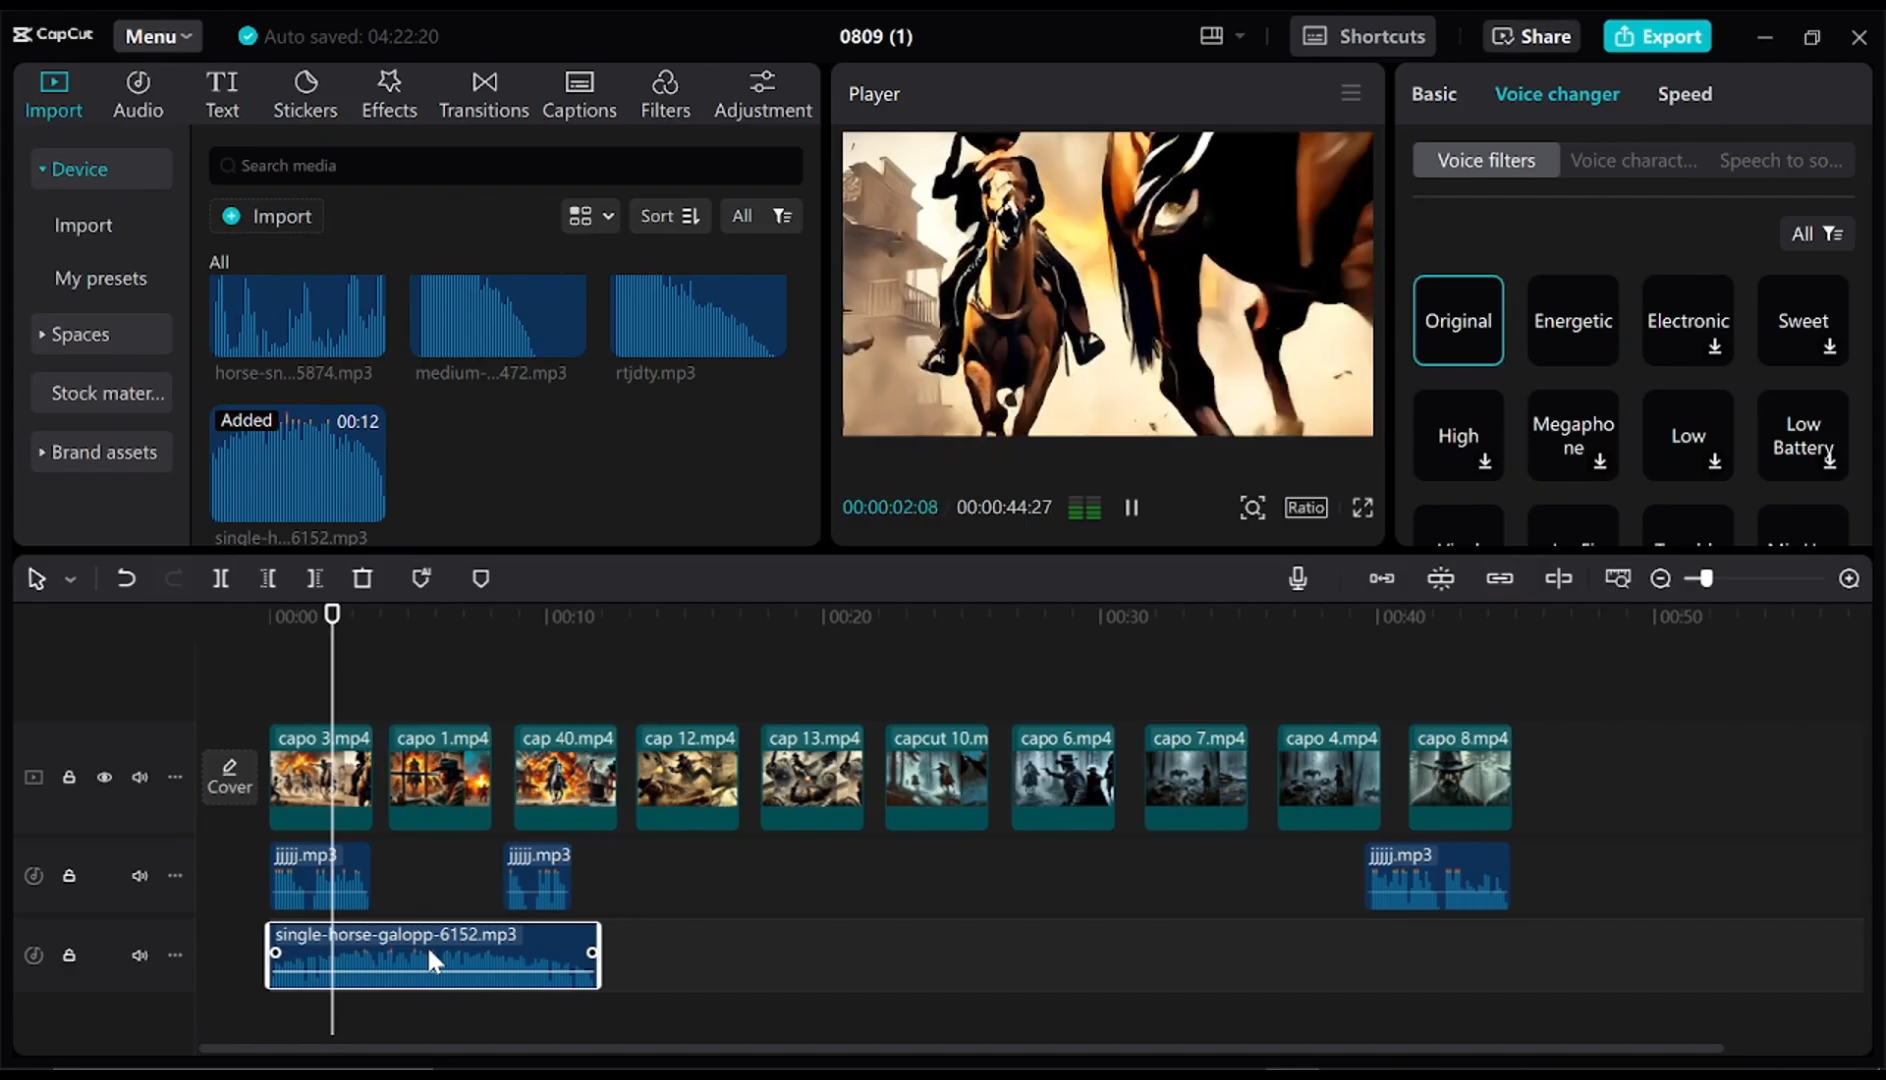 CapCut
Menu
Auto saved: 04:22:20
0809 (1)
Shortcuts
Share
Export
Import
Audio
TI
Text
Stickers
Effects
Transitions
Captions
Filters
Adjustment
Device
Import
My presets
Spaces
Stock mater...
Brand assets
Search media
Import
Sort
All
All
horse-sn...5874.mp3
medium-...472.mp3
rtjdty.mp3
Added
00:12
single-h...6152.mp3
Player
00:00:02:08
00:00:44:27
Ratio
Basic
Voice changer
Speed
Voice filters
Voice charact...
Speech to so...
All
Original
Energetic
Electronic
Sweet
High
Megapho
ne
Low
Low
Battery
00:00
00:10
00:20
00:30
00:40
00:50
Cover
capo 3.mp4
capo 1.mp4
cap 40.mp4
cap 12.mp4
cap 13.mp4
capcut 10.m
capo 6.mp4
capo 7.mp4
capo 4.mp4
capo 8.mp4
jjjjj.mp3
jjjjj.mp3
jjjjj.mp3
single-horse-galopp-6152.mp3